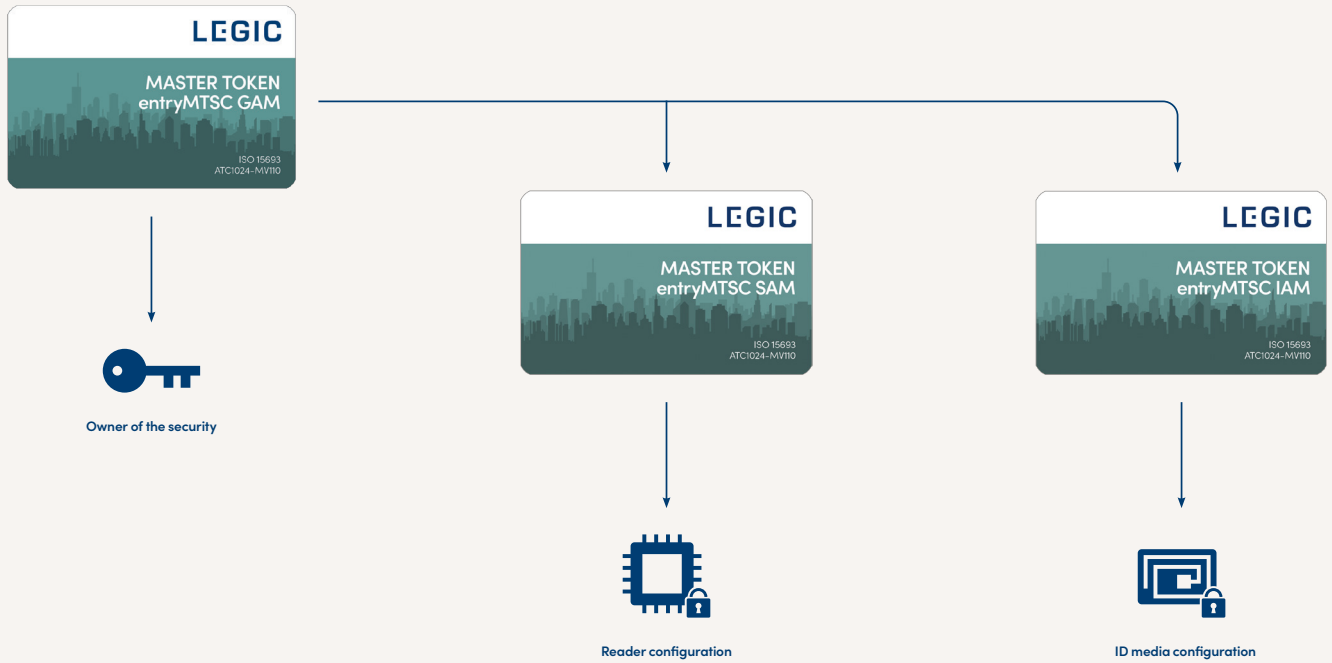 LEGIC
MASTER TOKEN
entryMTSC GAM
ISO 15693
ATC1024-MV110
Owner of the security
LEGIC
MASTER TOKEN
entryMTSC SAM
ISO 15693
ATC1024-MV110
Reader configuration
LEGIC
MASTER TOKEN
entryMTSC IAM
ISO 15693
ATC1024-MV110
ID media configuration